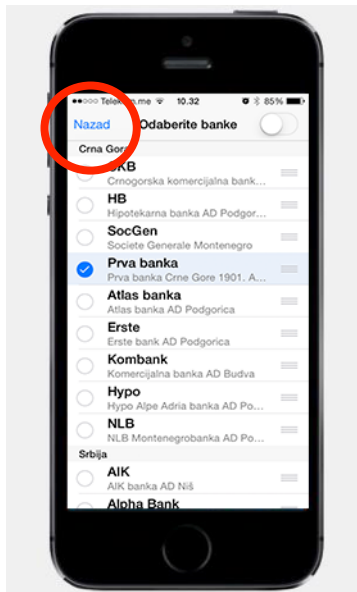 Telekom.me 10.32 85%
Nazad Odaberite banke
Crna Gora
CKB
Crnogorska komercijalna bank...
HB
Hipotekarna banka AD Podgor...
SocGen
Societe Generale Montenegro
Prva banka
Prva banka Crne Gore 1901. A...
Atlas banka
Atlas banka AD Podgorica
Erste
Erste bank AD Podgorica
Kombank
Komercijalna banka AD Budva
Hypo
Hypo Alpe Adria banka AD Po...
NLB
NLB Montenegrobanka AD Po...
Srbija
AIK
AIK banka AD Niš
Alpha Bank